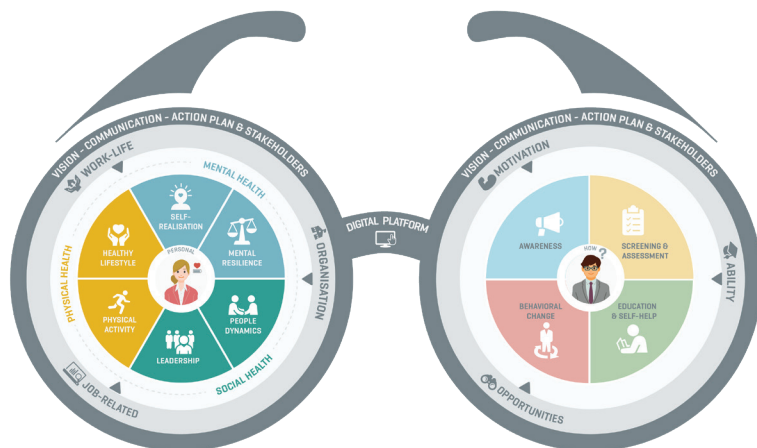 VISION - COMMUNICATION - ACTION PLAN & STAKEHOLDERS
WORK-LIFE
MENTAL HEALTH
SELF-
REALISATION
HEALTHY
LIFESTYLE
MENTAL
RESILIENCE
PERSONAL
PHYSICAL HEALTH
ORGANISATION
PHYSICAL
ACTIVITY
PEOPLE
DYNAMICS
LEADERSHIP
SOCIAL HEALTH
JOB-RELATED
DIGITAL PLATFORM
VISION - COMMUNICATION - ACTION PLAN & STAKEHOLDERS
MOTIVATION
AWARENESS
SCREENING &
ASSESSMENT
HOW ?
ABILITY
BEHAVIORAL
CHANGE
EDUCATION
& SELF-HELP
OPPORTUNITIES